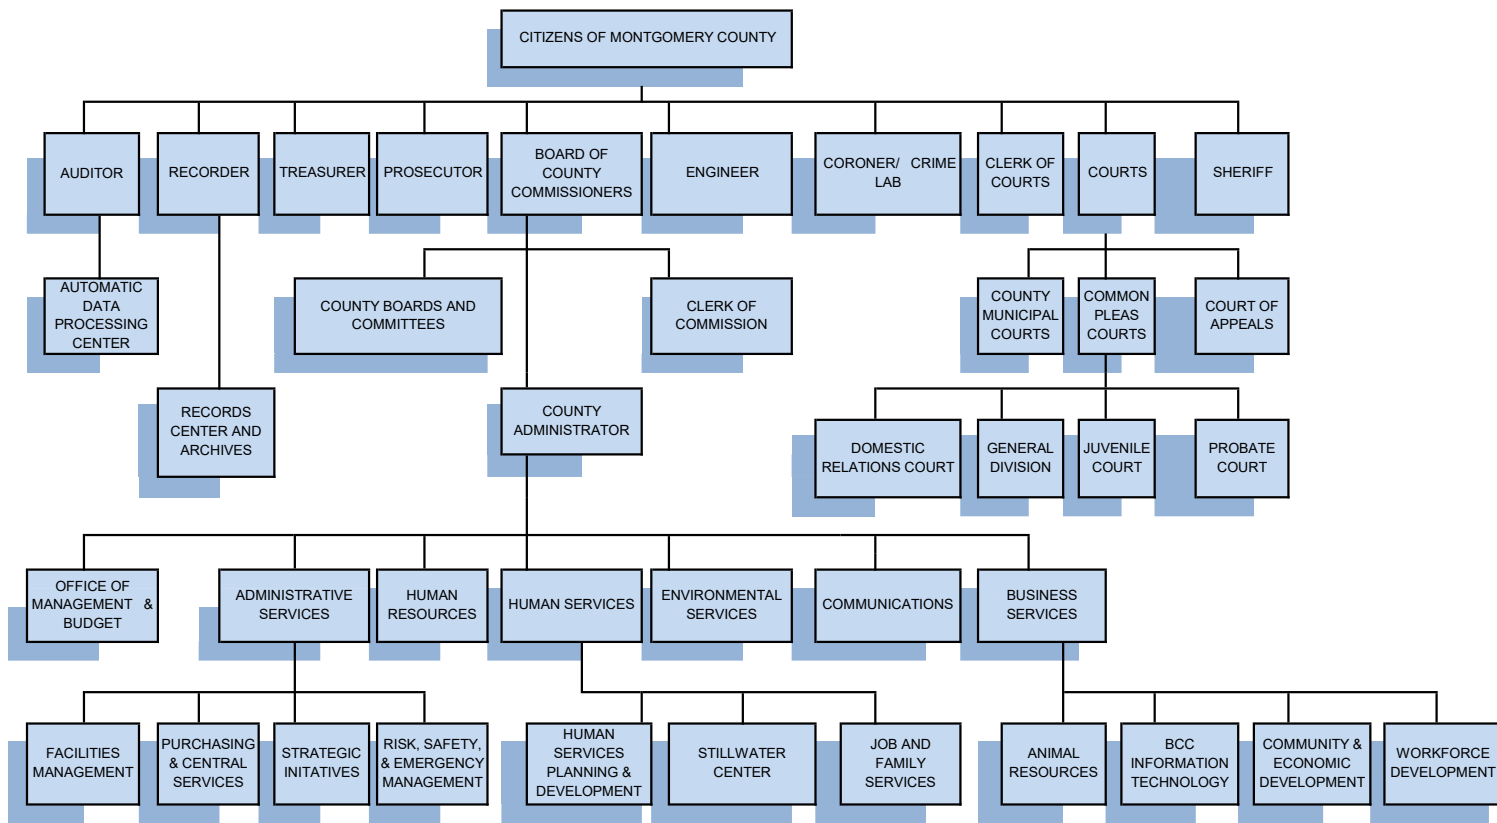 CITIZENS OF MONTGOMERY COUNTY
AUDITOR
RECORDER
TREASURER
PROSECUTOR
BOARD OF
COUNTY
COMMISSIONERS
ENGINEER
CORONER/ CRIME
LAB
CLERK OF
COURTS
COURTS
SHERIFF
AUTOMATIC
DATA
PROCESSING
CENTER
COUNTY BOARDS AND
COMMITTEES
CLERK OF
COMMISSION
COUNTY
MUNICIPAL
COURTS
COMMON
PLEAS
COURTS
COURT OF
APPEALS
RECORDS
CENTER AND
ARCHIVES
COUNTY
ADMINISTRATOR
DOMESTIC
RELATIONS COURT
GENERAL
DIVISION
JUVENILE
COURT
PROBATE
COURT
OFFICE OF
MANAGEMENT &
BUDGET
ADMINISTRATIVE
SERVICES
HUMAN
RESOURCES
HUMAN SERVICES
ENVIRONMENTAL
SERVICES
COMMUNICATIONS
BUSINESS
SERVICES
FACILITIES
MANAGEMENT
PURCHASING
& CENTRAL
SERVICES
STRATEGIC
INITATIVES
RISK, SAFETY,
& EMERGENCY
MANAGEMENT
HUMAN
SERVICES
PLANNING &
DEVELOPMENT
STILLWATER
CENTER
JOB AND
FAMILY
SERVICES
ANIMAL
RESOURCES
BCC
INFORMATION
TECHNOLOGY
COMMUNITY &
ECONOMIC
DEVELOPMENT
WORKFORCE
DEVELOPMENT